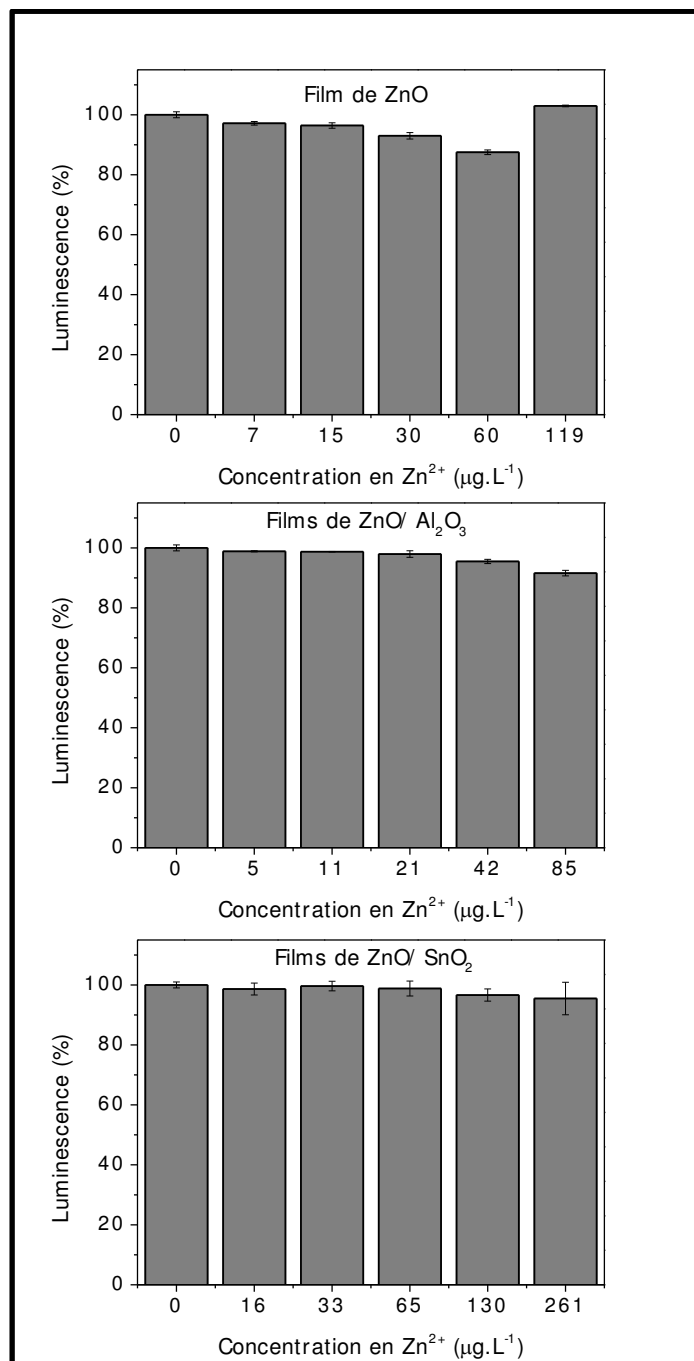 Film de ZnO
100
80
60
40
20
0
Luminescence (%)
0 7 15 30 60 119
Concentration en Zn²⁺ (µg.L⁻¹)
Films de ZnO/ Al₂O₃
100
80
60
40
20
0
Luminescence (%)
0 5 11 21 42 85
Concentration en Zn²⁺ (µg.L⁻¹)
Films de ZnO/ SnO₂
100
80
60
40
20
0
Luminescence (%)
0 16 33 65 130 261
Concentration en Zn²⁺ (µg.L⁻¹)